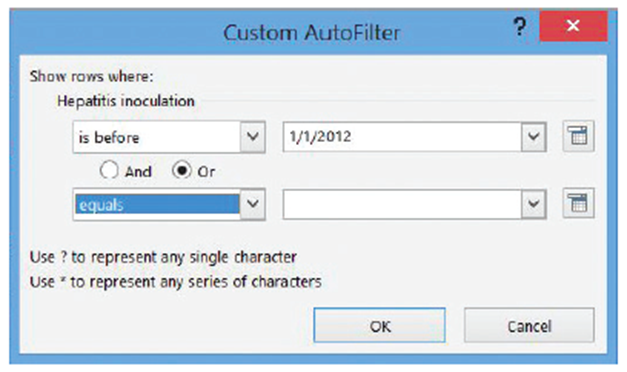 Custom AutoFilter ?
Show rows where:
Hepatitis inoculation
is before 1/1/2012
And Or
equals
Use ? to represent any single character
Use * to represent any series of characters
OK Cancel